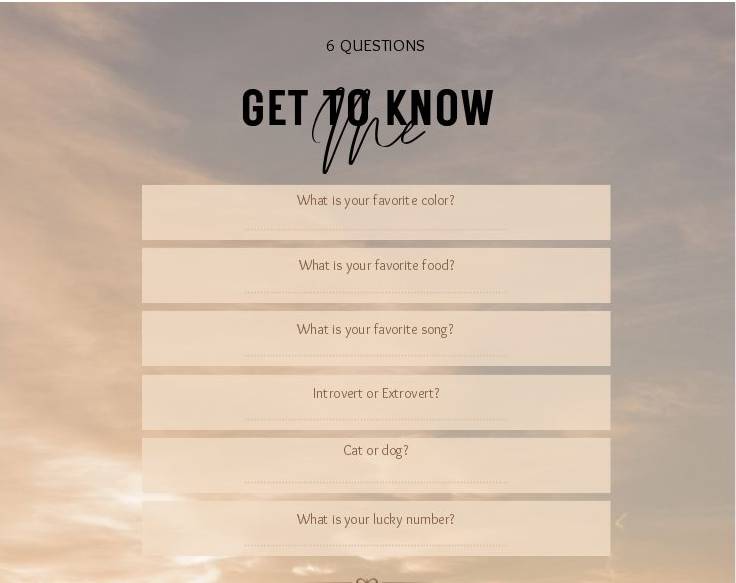 6 QUESTIONS
GET TO KNOW
Me
What is your favorite color?
What is your favorite food?
What is your favorite song?
Introvert or Extrovert?
Cat or dog?
What is your lucky number?